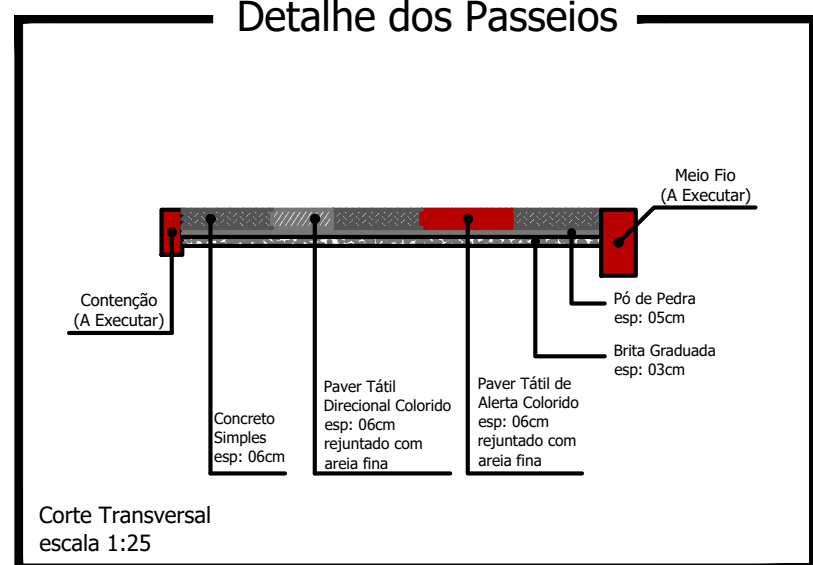 Detalhe dos Passeios
Meio Fio
(A Executar)
Contenção
(A Executar)
Pó de Pedra
esp: 05cm
Brita Graduada
esp: 03cm
Concreto
Simples
esp: 06cm
Paver Tátil
Direcional Colorido
esp: 06cm
rejuntado com
areia fina
Paver Tátil de
Alerta Colorido
esp: 06cm
rejuntado com
areia fina
Corte Transversal
escala 1:25